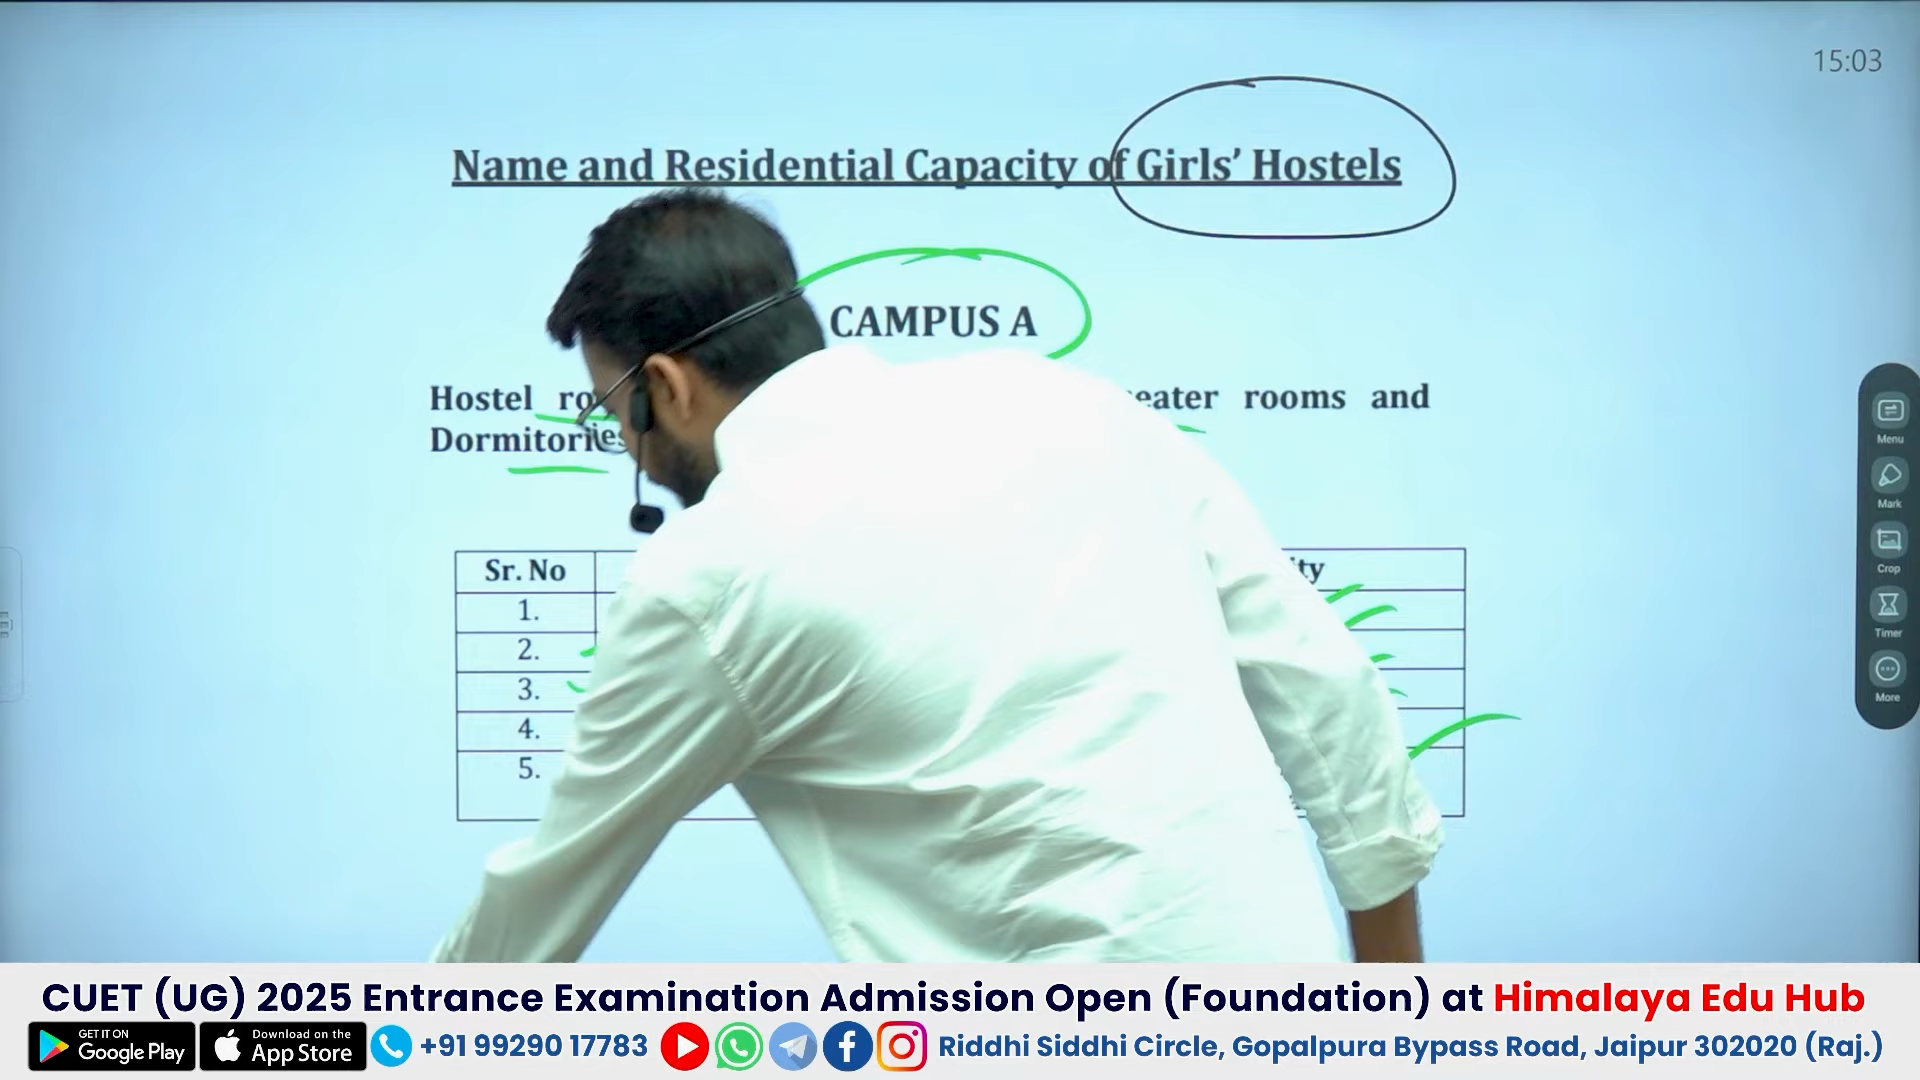 15:03
Name and Residential Capacity of Girls’ Hostels
CAMPUS A
Hostel rooms and
Dormitories
Sr. No
1.
2.
3.
4.
5.
Menu
Mark
Crop
Timer
More
CUET (UG) 2025 Entrance Examination Admission Open (Foundation) at Himalaya Edu Hub
GET IT ON Google Play Download on the App Store +91 99290 17783 Riddhi Siddhi Circle, Gopalpura Bypass Road, Jaipur 302020 (Raj.)